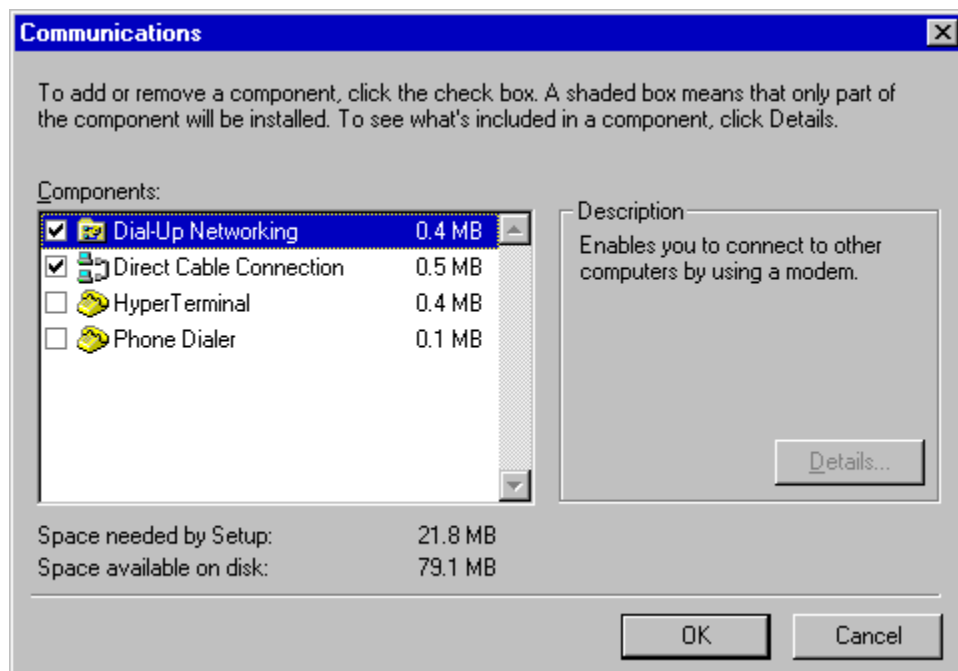 Communications
To add or remove a component, click the check box. A shaded box means that only part of
the component will be installed. To see what's included in a component, click Details.
Components:
Dial-Up Networking 0.4 MB
Direct Cable Connection 0.5 MB
HyperTerminal 0.4 MB
Phone Dialer 0.1 MB
Description
Enables you to connect to other
computers by using a modem.
Details...
Space needed by Setup: 21.8 MB
Space available on disk: 79.1 MB
OK Cancel